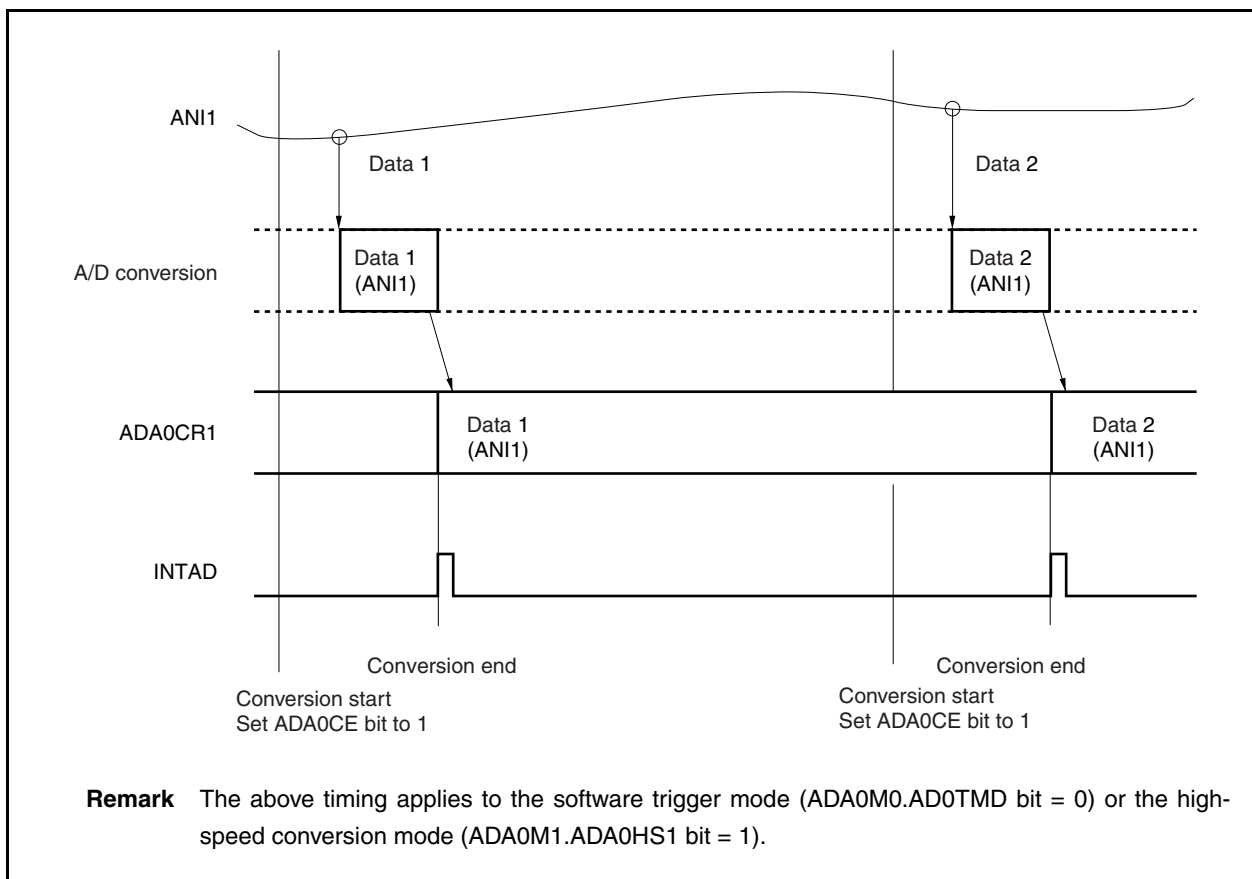 ANI1
Data 1
Data 2
A/D conversion
Data 1
(ANI1)
Data 2
(ANI1)
ADA0CR1
Data 1
(ANI1)
Data 2
(ANI1)
INTAD
Conversion end
Conversion end
Conversion start
Set ADA0CE bit to 1
Conversion start
Set ADA0CE bit to 1
Remark The above timing applies to the software trigger mode (ADA0M0.AD0TMD bit = 0) or the high-
speed conversion mode (ADA0M1.ADA0HS1 bit = 1).